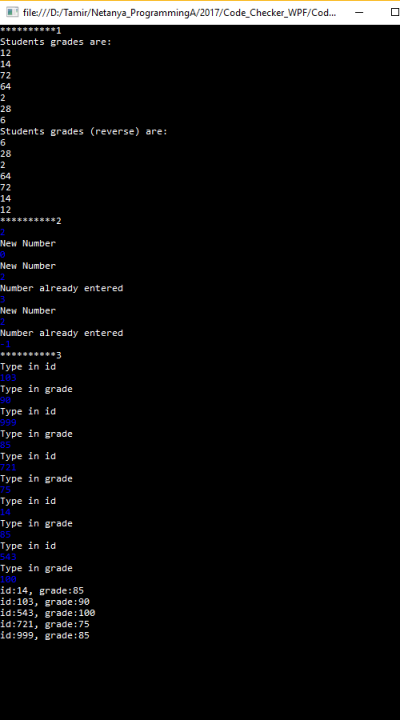 file:///D:/Tamir/Netanya_ProgrammingA/2017/Code_Checker_WPF/Cod...
**********1
Students grades are:
12
14
72
64
2
28
6
Students grades (reverse) are:
6
28
2
64
72
14
12
**********2
2
New Number
New Number
2
Number already entered
New Number
2
Number already entered
-1
**********3
Type in id
103
Type in grade
90
Type in id
999
Type in grade
85
Type in id
721
Type in grade
75
Type in id
14
Type in grade
85
Type in id
543
Type in grade
100
id:14, grade:85
id:103, grade:90
id:543, grade:100
id:721, grade:75
id:999, grade:85